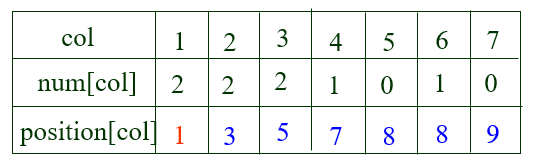 col 1 2 3 4 5 6 7
num[col] 2 2 2 1 0 1 0
position[col] 1 3 5 7 8 8 9